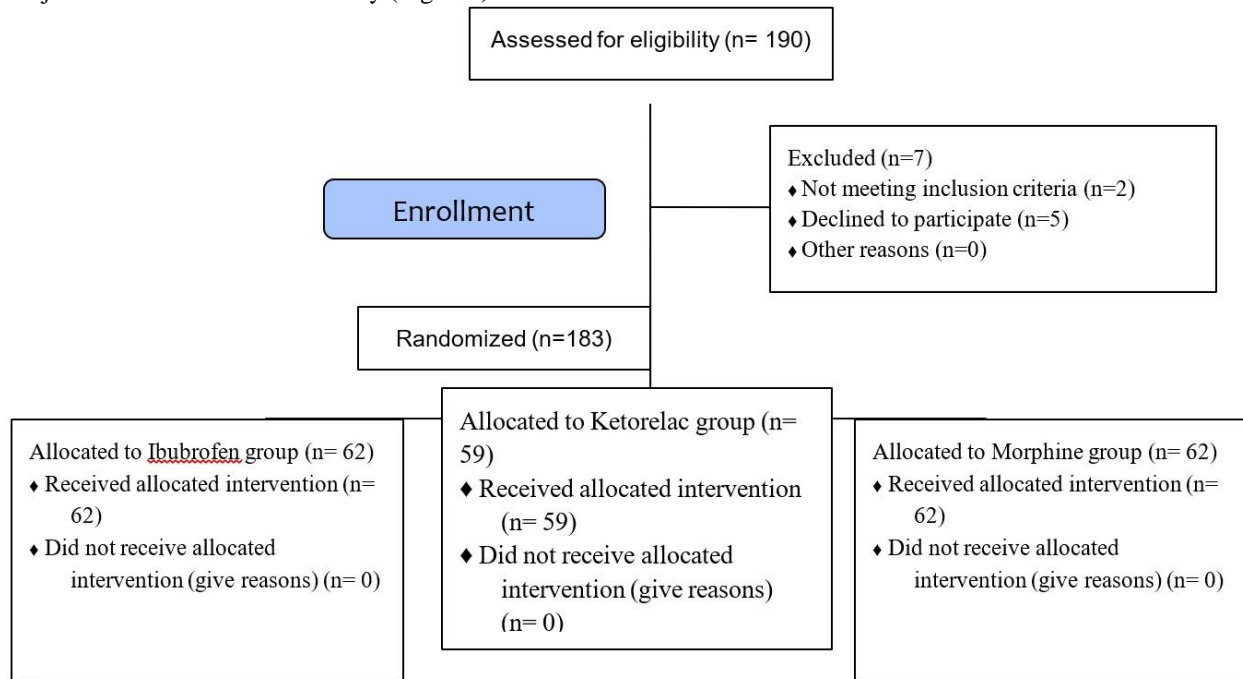 Assessed for eligibility (n= 190)
Excluded (n=7)
♦ Not meeting inclusion criteria (n=2)
♦ Declined to participate (n=5)
♦ Other reasons (n=0)
Enrollment
Randomized (n=183)
Allocated to Ibubrofen group (n= 62)
♦ Received allocated intervention (n=
62)
♦ Did not receive allocated
intervention (give reasons) (n= 0)
Allocated to Ketorelac group (n=
59)
♦ Received allocated intervention
(n= 59)
♦ Did not receive allocated
intervention (give reasons)
(n= 0)
Allocated to Morphine group (n= 62)
♦ Received allocated intervention (n=
62)
♦ Did not receive allocated
intervention (give reasons) (n= 0)